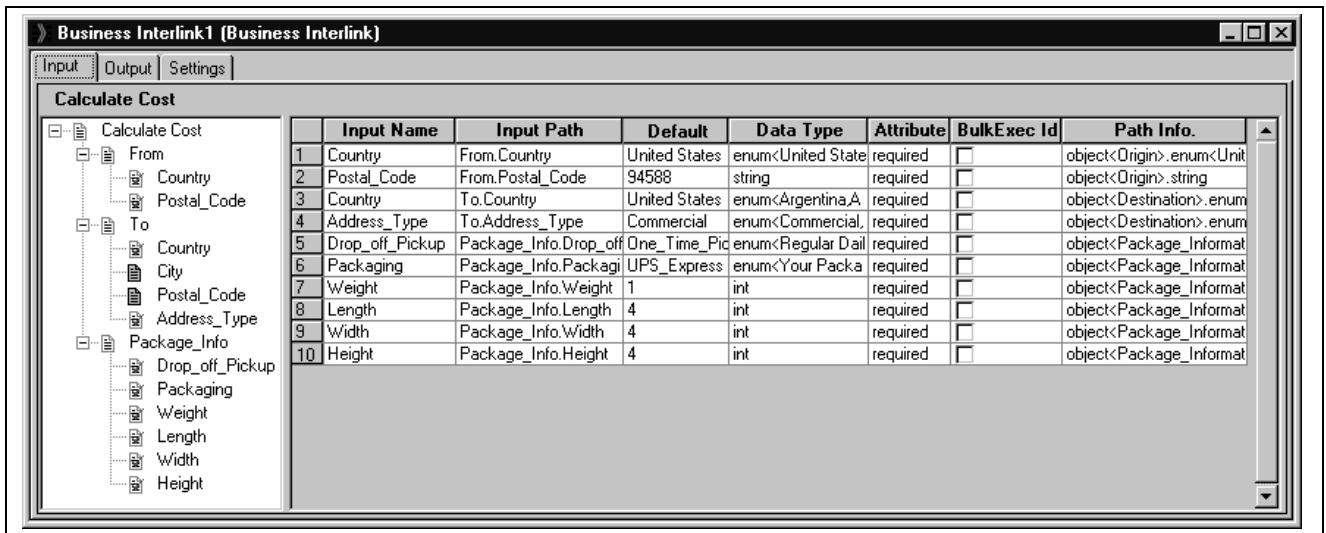 Business Interlink1 (Business Interlink)
Input Output Settings
Calculate Cost
Calculate Cost
From
Country
Postal_Code
To
Country
City
Postal_Code
Address_Type
Package_Info
Drop_off_Pickup
Packaging
Weight
Length
Width
Height
Input Name Input Path Default Data Type Attribute BulkExec Id Path Info.
1 Country From.Country United States enum<United State required object<Origin>.enum<Unit
2 Postal_Code From.Postal_Code 94588 string required object<Origin>.string
3 Country To.Country United States enum<Argentina,A required object<Destination>.enum
4 Address_Type To.Address_Type Commercial enum<Commercial, required object<Destination>.enum
5 Drop_off_Pickup Package_Info.Drop_off One_Time_Pic enum<Regular Dail required object<Package_Informat
6 Packaging Package_Info.Packagi UPS_Express enum<Your Packa required object<Package_Informat
7 Weight Package_Info.Weight 1 int required object<Package_Informat
8 Length Package_Info.Length 4 int required object<Package_Informat
9 Width Package_Info.Width 4 int required object<Package_Informat
10 Height Package_Info.Height 4 int required object<Package_Informat